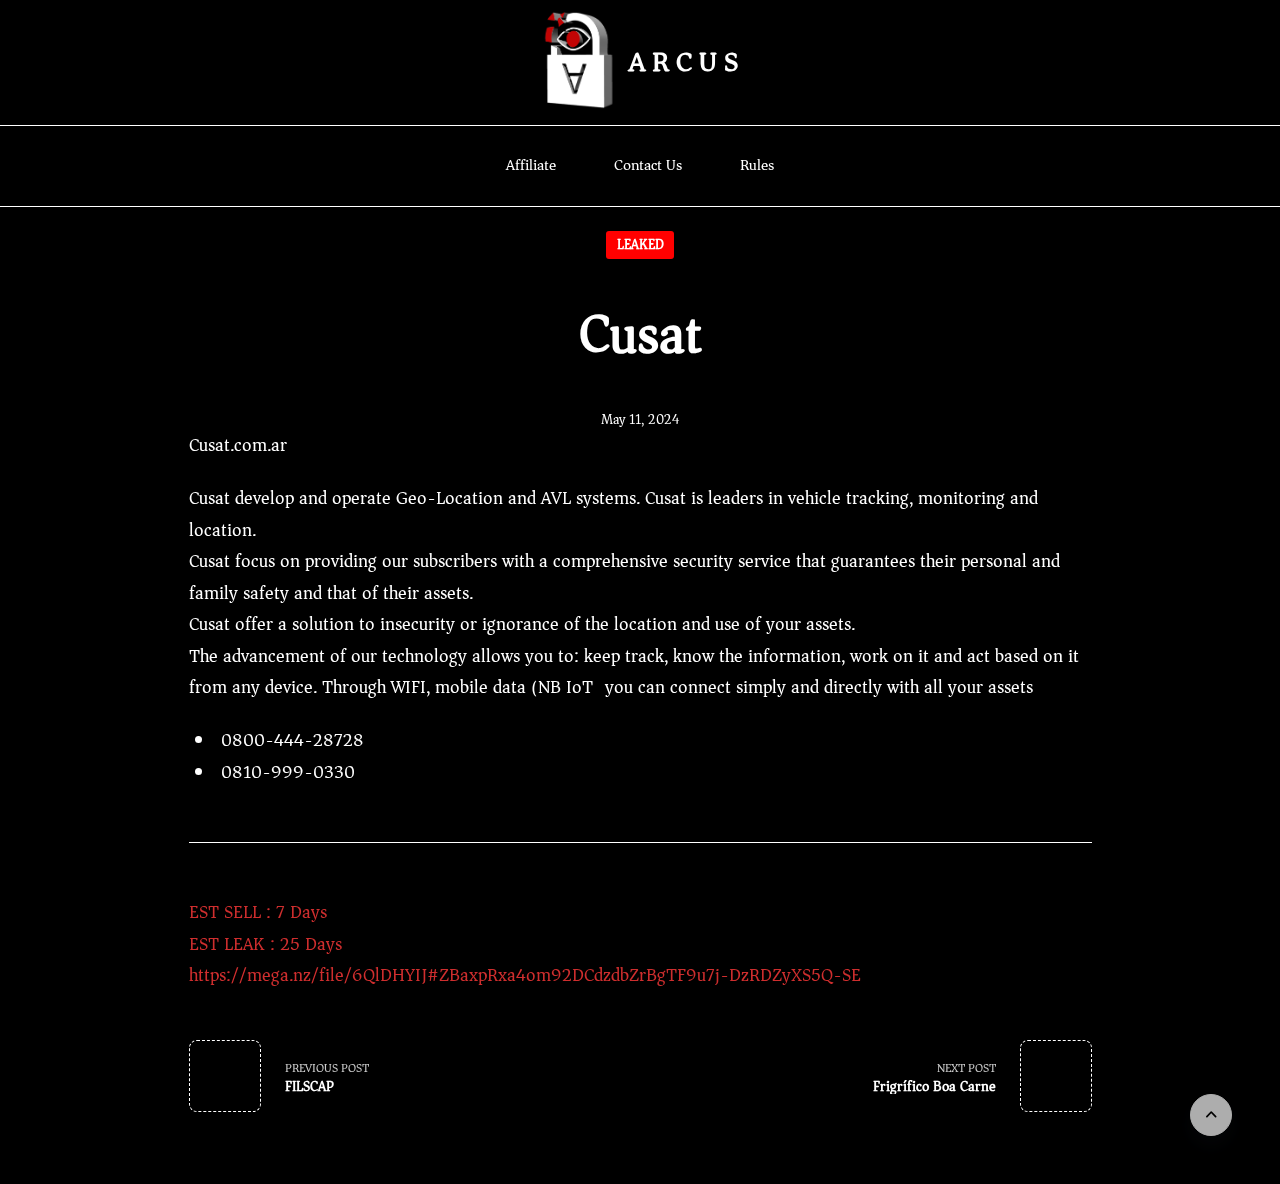 ARCUS
Affiliate Contact Us Rules
LEAKED
Cusat
May 11, 2024
Cusat.com.ar
Cusat develop and operate Geo-Location and AVL systems. Cusat is leaders in vehicle tracking, monitoring and
location.
Cusat focus on providing our subscribers with a comprehensive security service that guarantees their personal and
family safety and that of their assets.
Cusat offer a solution to insecurity or ignorance of the location and use of your assets.
The advancement of our technology allows you to: keep track, know the information, work on it and act based on it
from any device. Through WIFI, mobile data (NB IoT you can connect simply and directly with all your assets
• 0800-444-28728
• 0810-999-0330
EST SELL : 7 Days
EST LEAK : 25 Days
https://mega.nz/file/6QlDHYIJ#ZBaxpRxa4om92DCdzdbZrBgTF9u7j-DzRDZyXS5Q-SE
PREVIOUS POST
FILSCAP
NEXT POST
Frigrífico Boa Carne